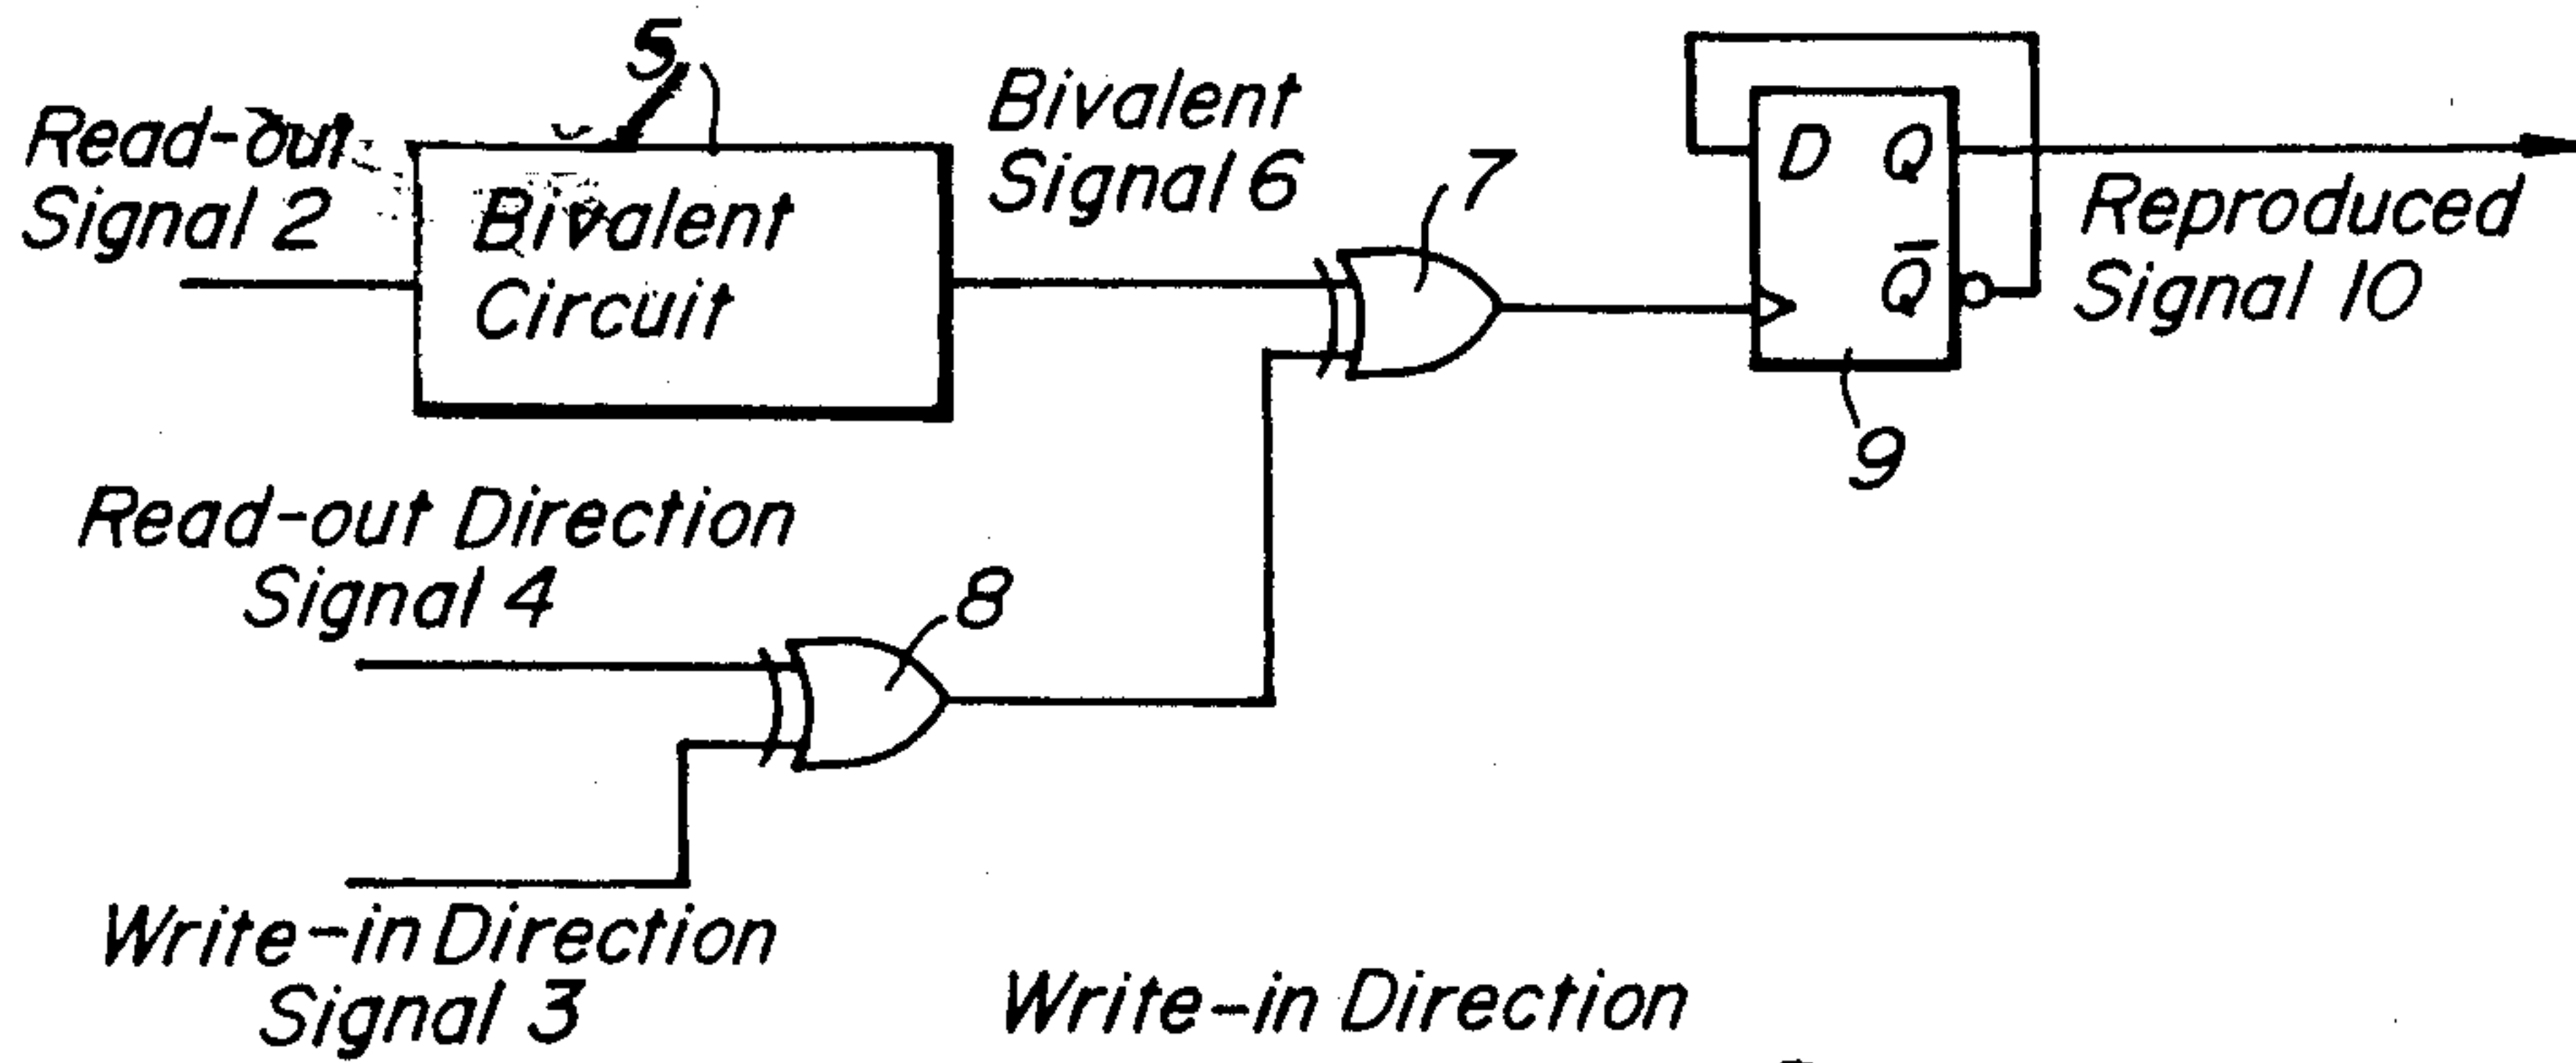 5
Read-out
Signal 2
Bivalent
Circuit
Bivalent
Signal 6
7
D Q
Q̅
9
Reproduced
Signal 10
Read-out Direction
Signal 4
8
Write-in Direction
Signal 3
Write-in Direction